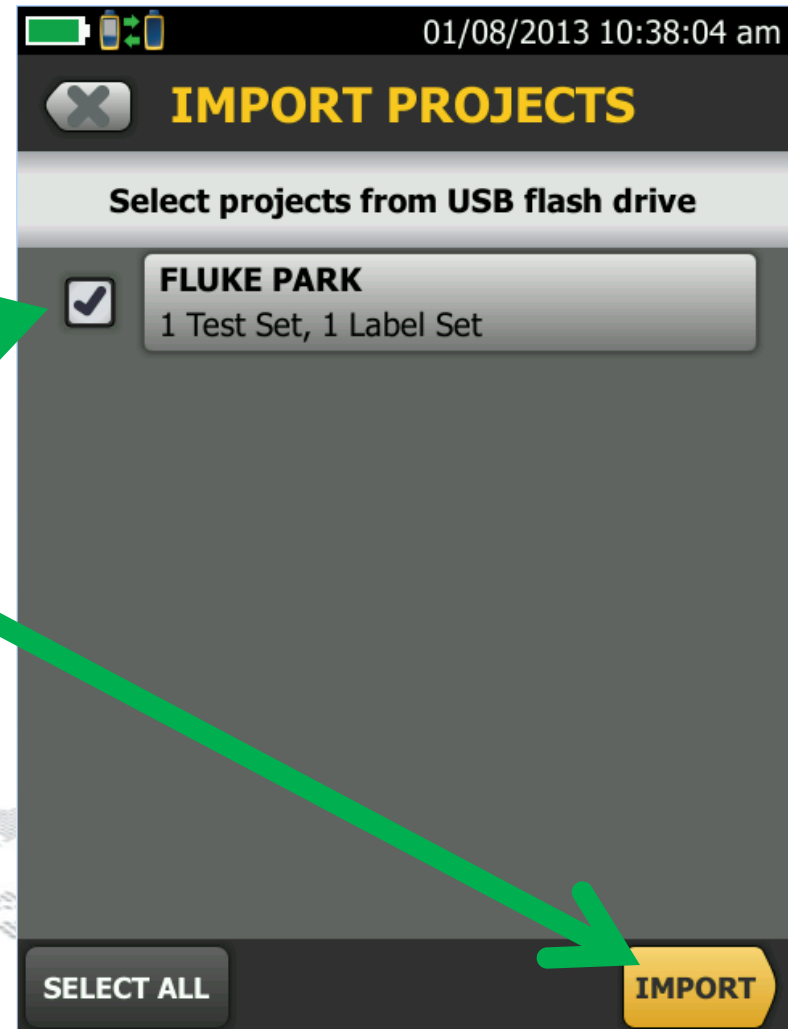 01/08/2013 10:38:04 am
IMPORT PROJECTS
Select projects from USB flash drive
FLUKE PARK
1 Test Set, 1 Label Set
SELECT ALL
IMPORT